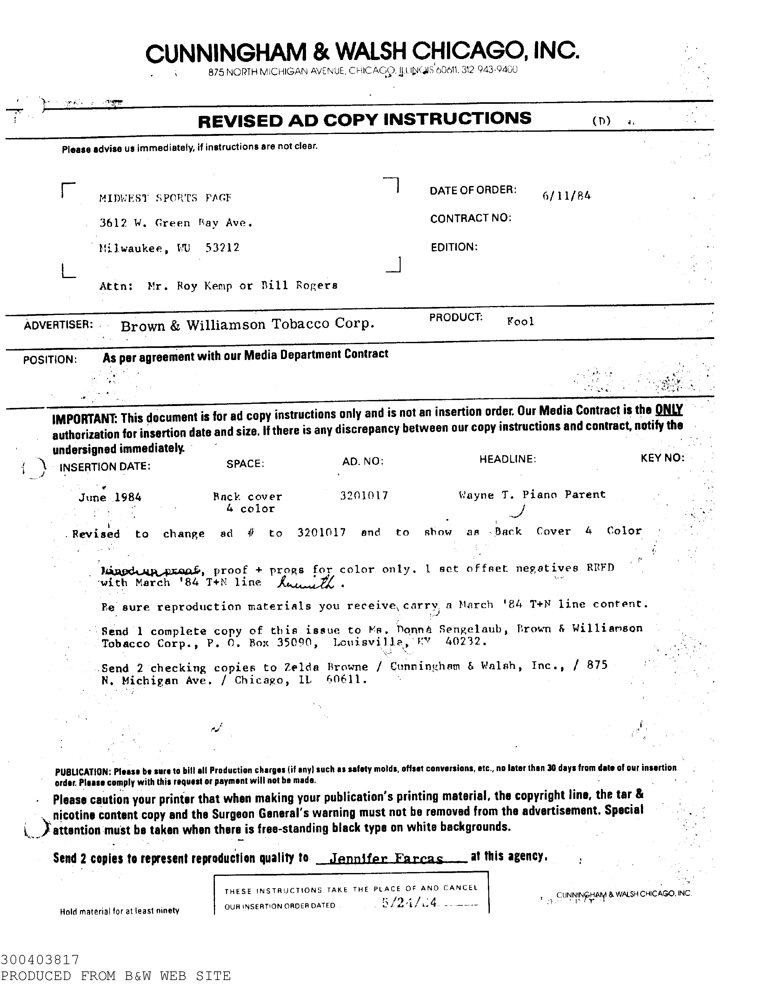 CUNNINGHAM & WALSH CHICAGO, INC.
875 NORTH MICHIGAN AVENUE, CHICAGO, ILLINOIS 60611, 312 943-9400
REVISED AD COPY INSTRUCTIONS (D)
Please advise us immediately, if instructions are not clear.
MIDWEST SPORTS PAGE
3612 W. Green Bay Ave.
Milwaukee, WU 53212
Attn: Mr. Roy Kemp or Bill Rogers
DATE OF ORDER: 6/11/84
CONTRACT NO:
EDITION:
ADVERTISER: Brown & Williamson Tobacco Corp. PRODUCT: Kool
POSITION: As per agreement with our Media Department Contract
IMPORTANT: This document is for ad copy instructions only and is not an insertion order. Our Media Contract is the ONLY
authorization for insertion date and size. If there is any discrepancy between our copy instructions and contract, notify the
undersigned immediately.
INSERTION DATE: SPACE: AD. NO: HEADLINE: KEY NO:
June 1984 Back cover 3201017 Wayne T. Piano Parent
4 color
Revised to change ad # to 3201017 and to show as Back Cover 4 Color
proof + progs for color only. 1 set offset negatives RRFD
with March '84 T+N line
Be sure reproduction materials you receive carry a March '84 T+N line content.
Send 1 complete copy of this issue to Ms. Donna Sengelaub, Brown & Williamson
Tobacco Corp., P. O. Box 35090, Louisville, KY 40232.
Send 2 checking copies to Zelda Browne / Cunningham & Walsh, Inc., / 875
N. Michigan Ave. / Chicago, IL 60611.
PUBLICATION: Please be sure to bill all Production charges (if any) such as safety molds, offset conversions, etc., no later than 30 days from date of our insertion
order. Please comply with this request or payment will not be made.
Please caution your printer that when making your publication's printing material, the copyright line, the tar &
nicotine content copy and the Surgeon General's warning must not be removed from the advertisement. Special
attention must be taken when there is free-standing black type on white backgrounds.
Send 2 copies to represent reproduction quality to Jennifer Farcas at this agency.
THESE INSTRUCTIONS TAKE THE PLACE OF AND CANCEL
OUR INSERTION ORDER DATED 5/24/84
CUNNINGHAM & WALSH CHICAGO, INC.
Hold material for at least ninety
300403817
PRODUCED FROM B&W WEB SITE